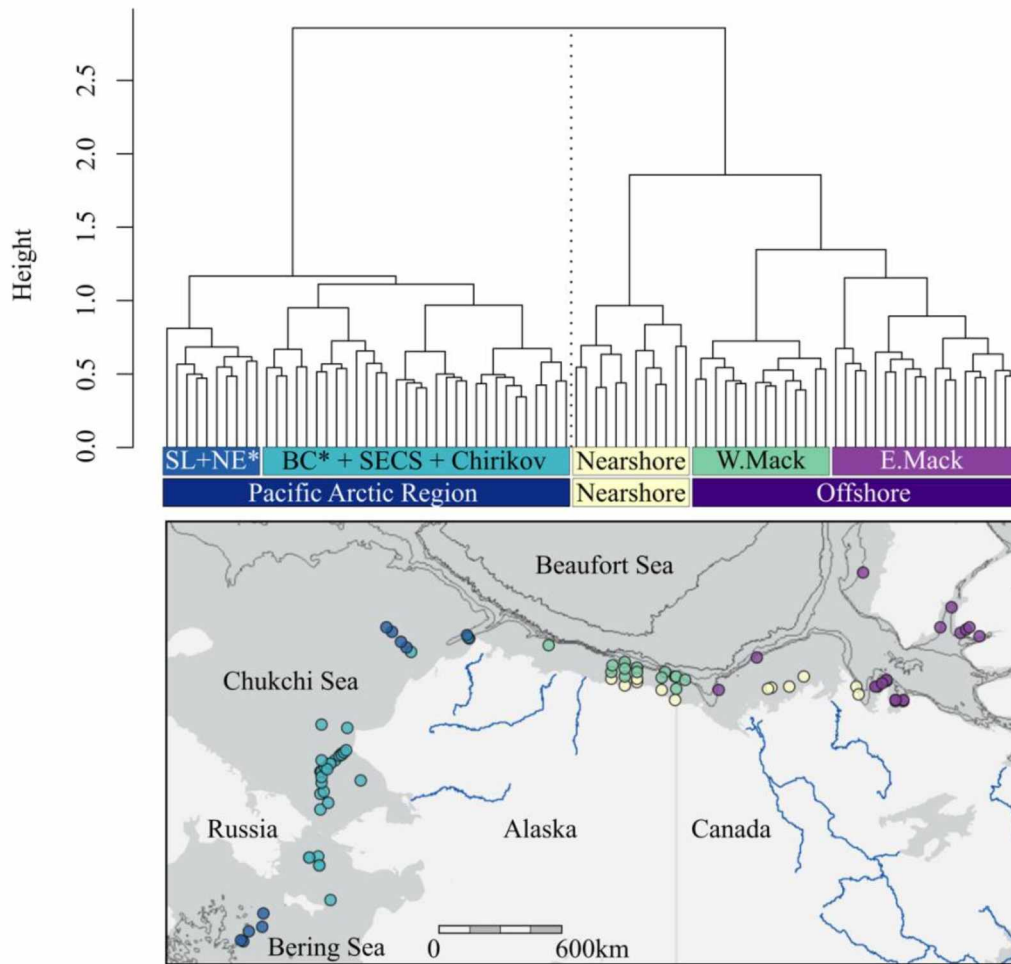 Height
2.5
2.0
1.5
1.0
0.5
0.0
SL+NE* BC* + SECS + Chirikov Nearshore W.Mack E.Mack
Pacific Arctic Region Nearshore Offshore
Beaufort Sea
Chukchi Sea
Russia Alaska Canada
Bering Sea 0 600km